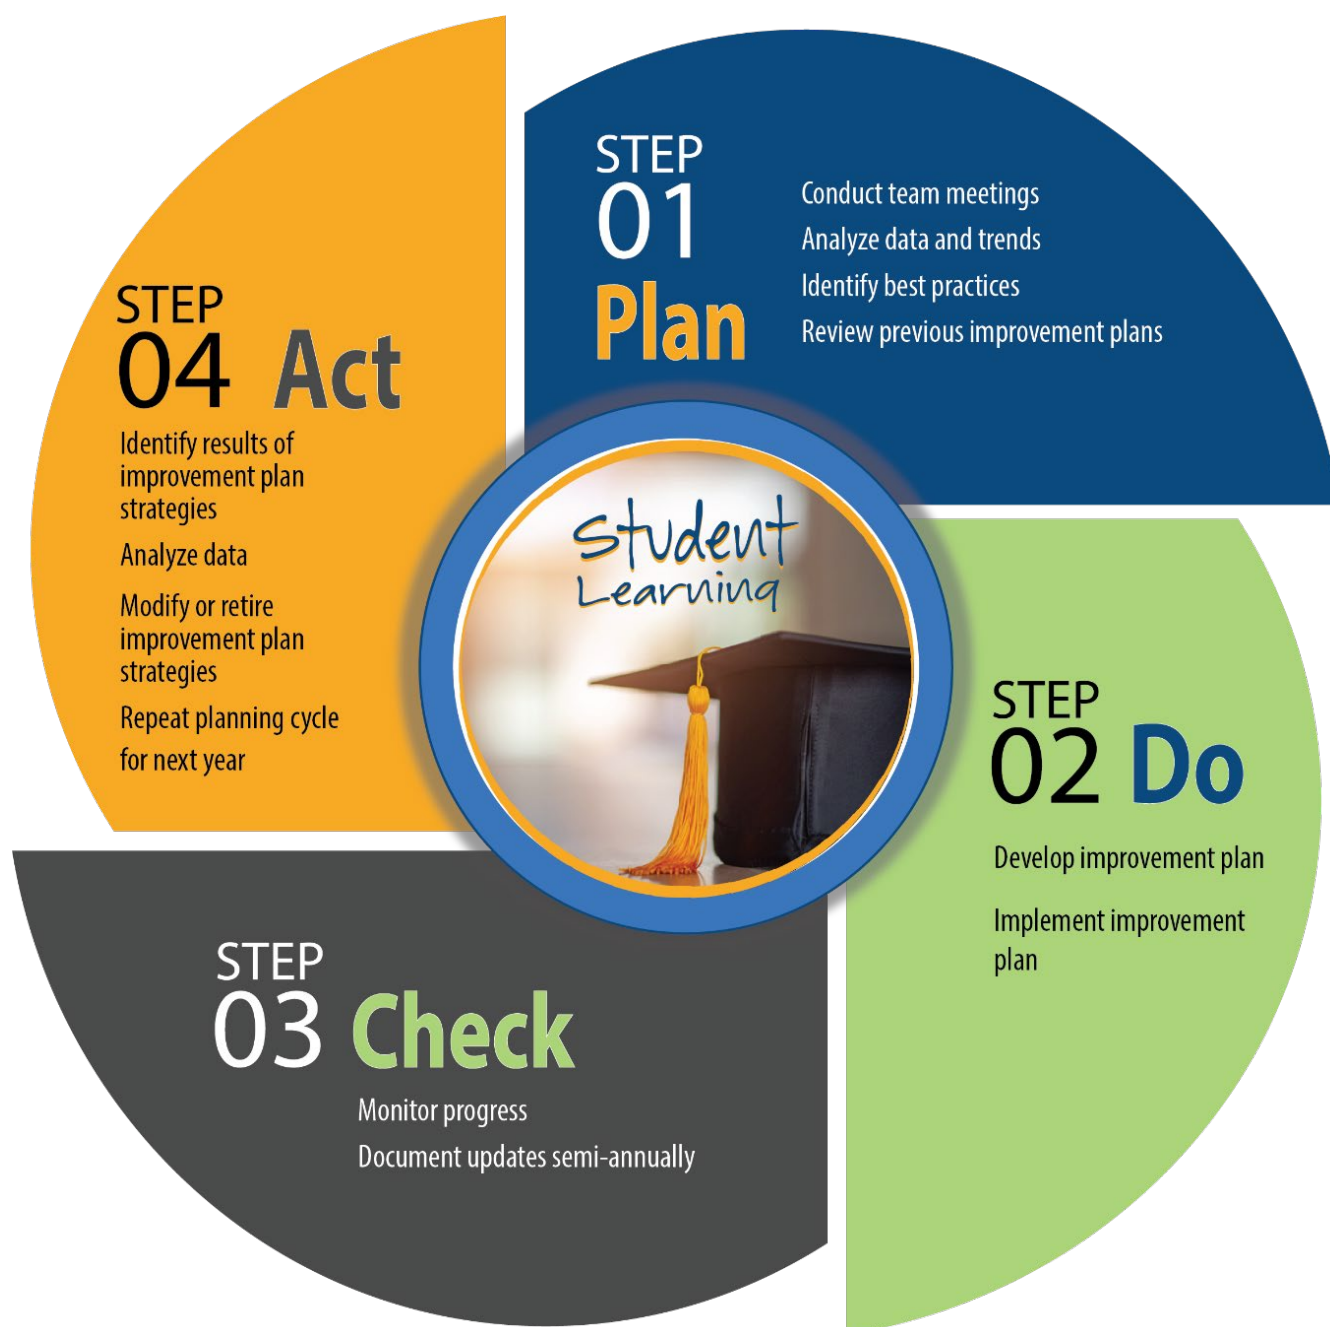 STEP
01
Plan
Conduct team meetings
Analyze data and trends
Identify best practices
Review previous improvement plans
STEP
02 Do
Develop improvement plan
Implement improvement
plan
STEP
03 Check
Monitor progress
Document updates semi-annually
STEP
04 Act
Identify results of
improvement plan
strategies
Analyze data
Modify or retire
improvement plan
strategies
Repeat planning cycle
for next year
Student
Learning